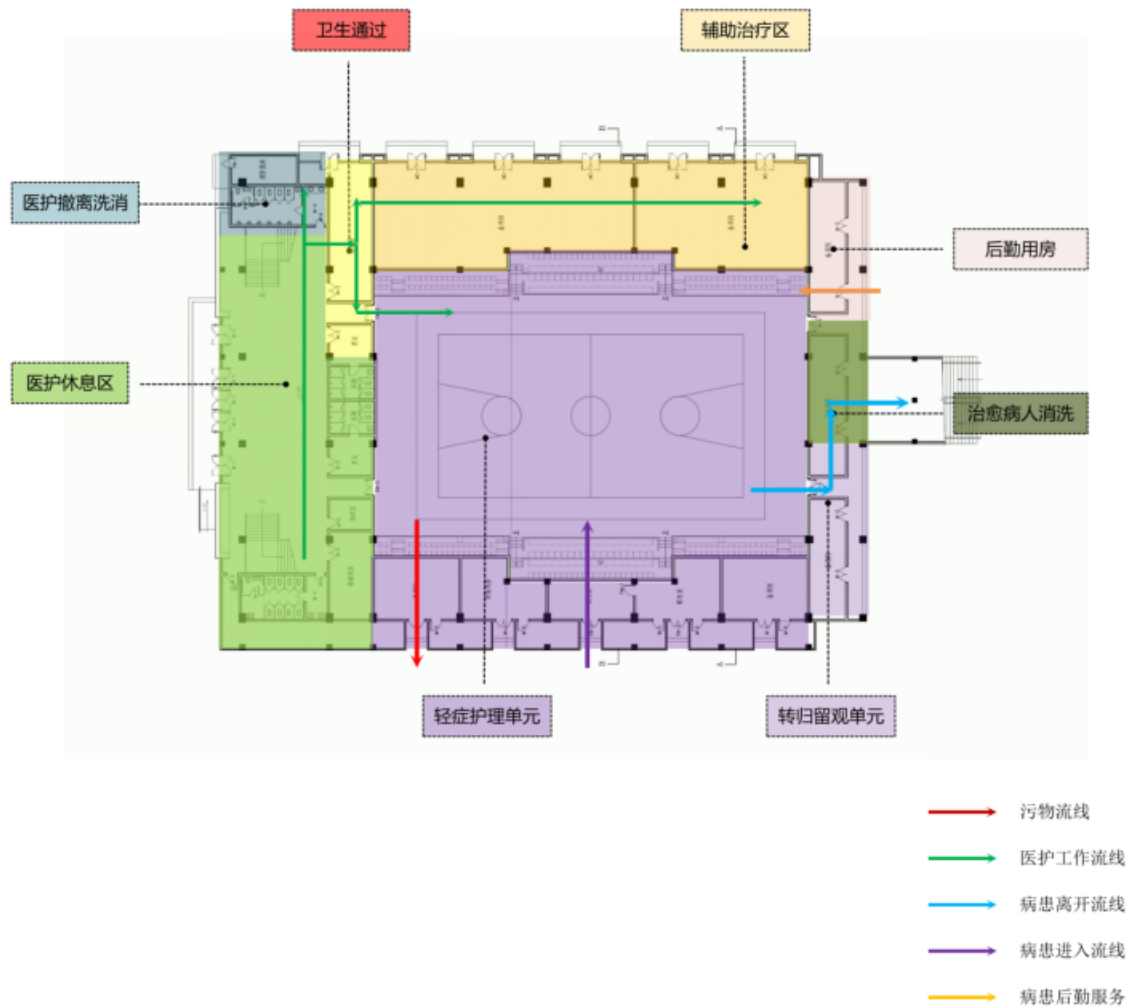 卫生通过
辅助治疗区
B
A
医护撤离洗消
后勤用房
医护休息区
治愈病人消洗
B
A
轻症护理单元
转归留观单元
污物流线
医护工作流线
病患离开流线
病患进入流线
病患后勤服务